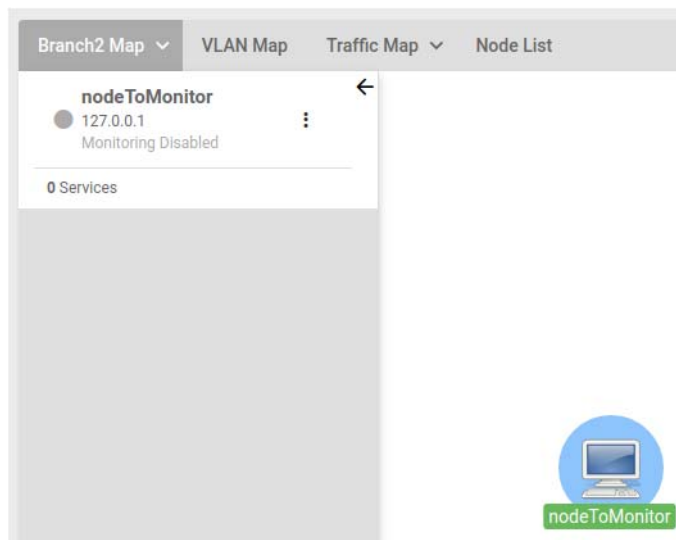 Branch2 Map VLAN Map Traffic Map Node List
nodeToMonitor
127.0.0.1
Monitoring Disabled
0 Services
nodeToMonitor